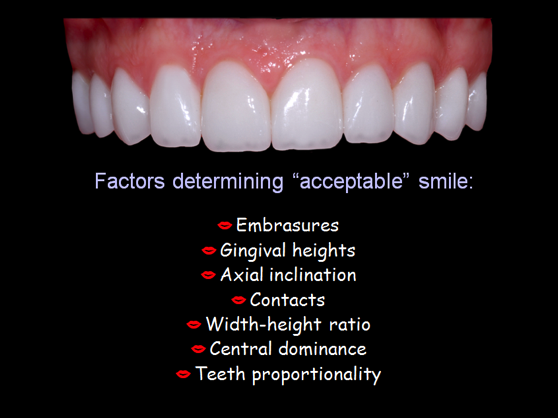 Factors determining “acceptable” smile:
Embrasures
Gingival heights
Axial inclination
Contacts
Width-height ratio
Central dominance
Teeth proportionality